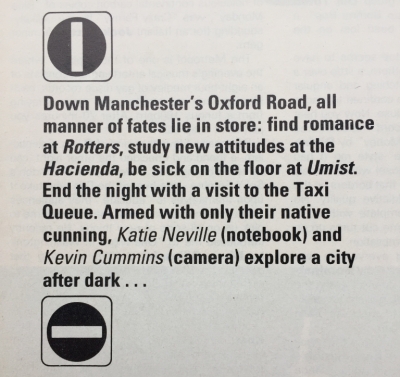 Down Manchester's Oxford Road, all
manner of fates lie in store: find romance
at Rotters, study new attitudes at the
Hacienda, be sick on the floor at Umist.
End the night with a visit to the Taxi
Queue. Armed with only their native
cunning, Katie Neville (notebook) and
Kevin Cummins (camera) explore a city
after dark . . .